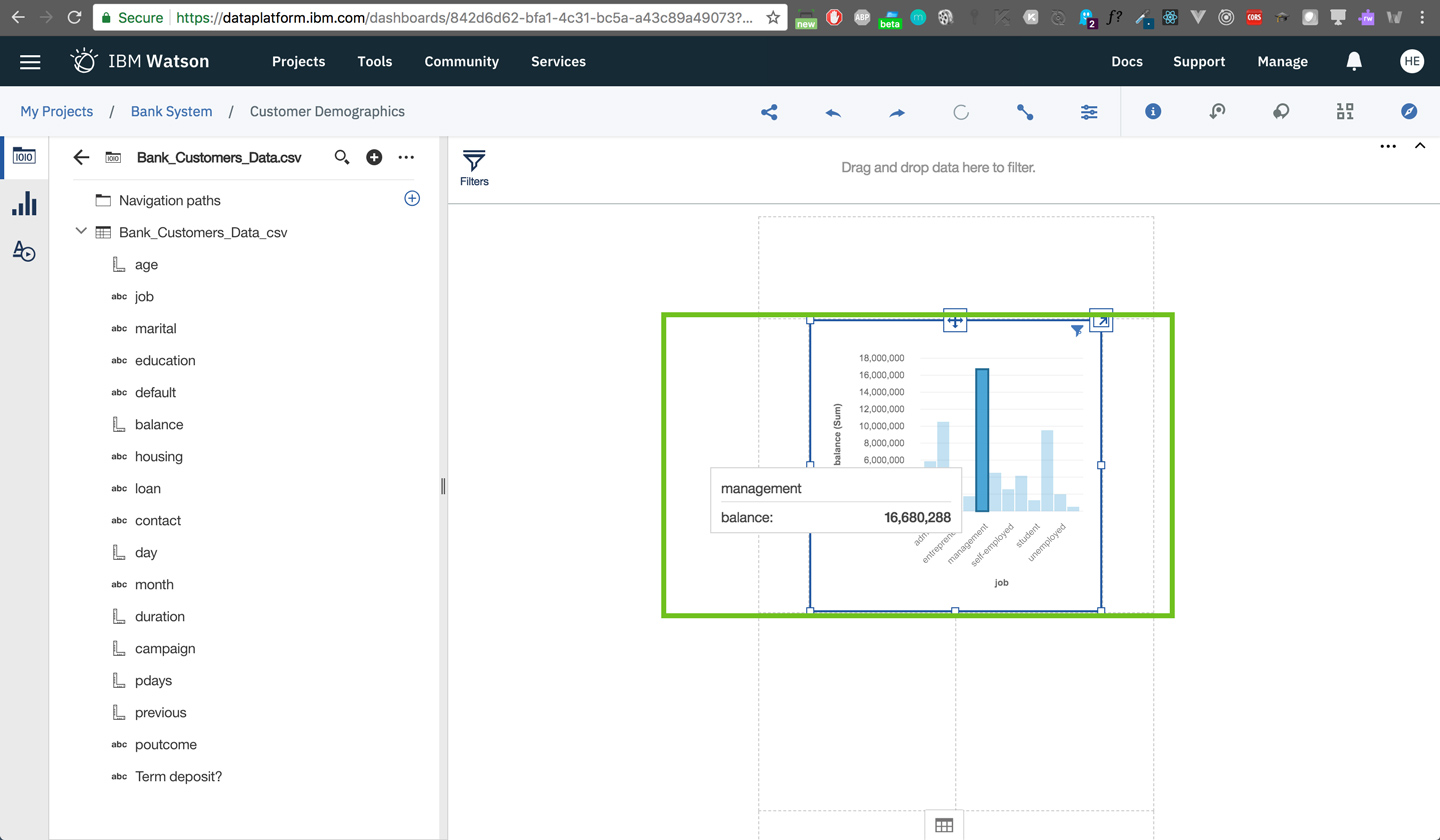 Secure https://dataplatform.ibm.com/dashboards/842d6d62-bfa1-4c31-bc5a-a43c89a49073?...
new
ABP
beta
m
K
2
f?
CORS
rw
IBM Watson Projects Tools Community Services Docs Support Manage HE
My Projects / Bank System / Customer Demographics
Bank_Customers_Data.csv
Filters
Drag and drop data here to filter.
Navigation paths
Bank_Customers_Data_csv
age
abc job
abc marital
abc education
abc default
balance
abc housing
abc loan
abc contact
day
abc month
duration
campaign
pdays
previous
abc poutcome
abc Term deposit?
18,000,000
16,000,000
14,000,000
12,000,000
10,000,000
8,000,000
6,000,000
balance (Sum)
management
balance: 16,680,288
management
self-employed
student
unemployed
job